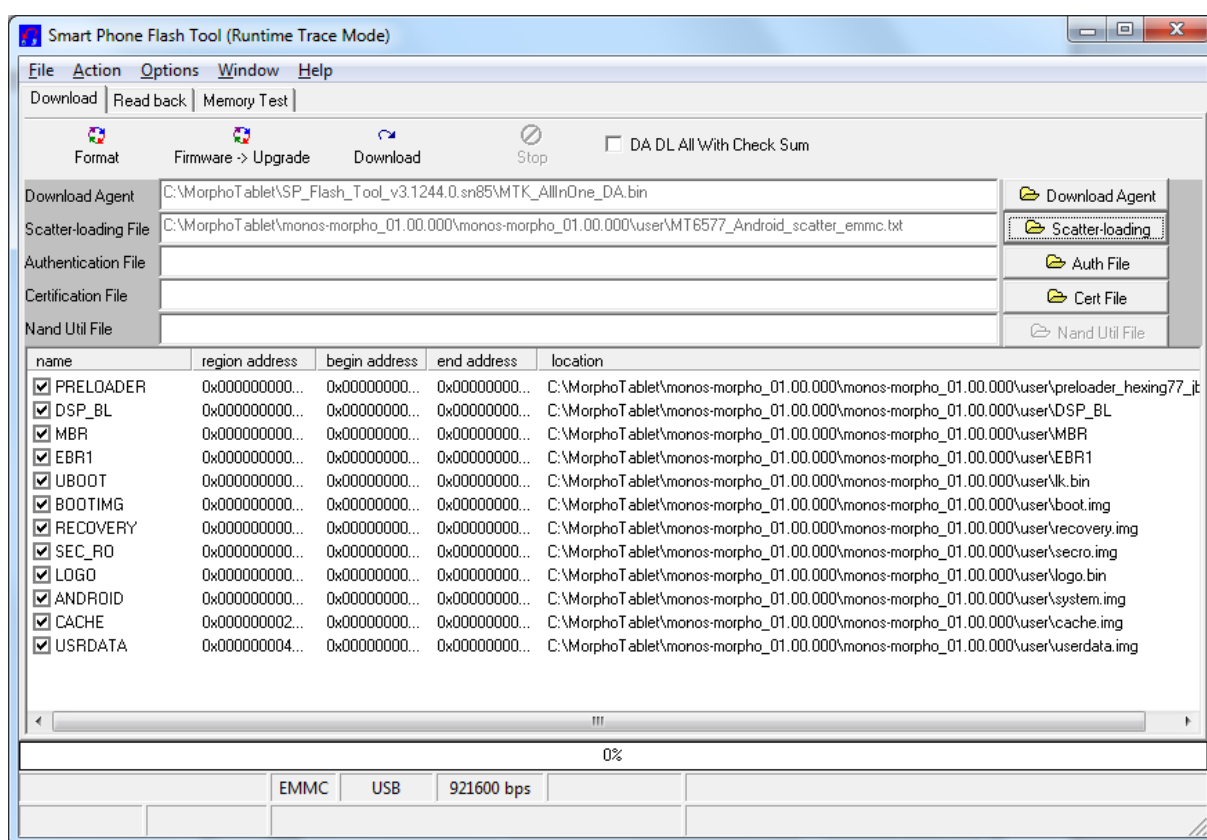 Smart Phone Flash Tool (Runtime Trace Mode)
File Action Options Window Help
Download Read back Memory Test
Format Firmware -> Upgrade Download Stop DA DL All With Check Sum
Download Agent C:\MorphoTablet\SP_Flash_Tool_v3.1244.0.sn85\MTK_AllInOne_DA.bin Download Agent
Scatter-loading File C:\MorphoTablet\monos-morpho_01.00.000\monos-morpho_01.00.000\user\MT6577_Android_scatter_emmc.txt Scatter-loading
Authentication File Auth File
Certification File Cert File
Nand Util File Nand Util File
name region address begin address end address location
PRELOADER 0x000000000... 0x00000000... 0x00000000... C:\MorphoTablet\monos-morpho_01.00.000\monos-morpho_01.00.000\user\preloader_hexing77_jb
DSP_BL 0x000000000... 0x00000000... 0x00000000... C:\MorphoTablet\monos-morpho_01.00.000\monos-morpho_01.00.000\user\DSP_BL
MBR 0x000000000... 0x00000000... 0x00000000... C:\MorphoTablet\monos-morpho_01.00.000\monos-morpho_01.00.000\user\MBR
EBR1 0x000000000... 0x00000000... 0x00000000... C:\MorphoTablet\monos-morpho_01.00.000\monos-morpho_01.00.000\user\EBR1
UBOOT 0x000000000... 0x00000000... 0x00000000... C:\MorphoTablet\monos-morpho_01.00.000\monos-morpho_01.00.000\user\lk.bin
BOOTIMG 0x000000000... 0x00000000... 0x00000000... C:\MorphoTablet\monos-morpho_01.00.000\monos-morpho_01.00.000\user\boot.img
RECOVERY 0x000000000... 0x00000000... 0x00000000... C:\MorphoTablet\monos-morpho_01.00.000\monos-morpho_01.00.000\user\recovery.img
SEC_RO 0x000000000... 0x00000000... 0x00000000... C:\MorphoTablet\monos-morpho_01.00.000\monos-morpho_01.00.000\user\secro.img
LOGO 0x000000000... 0x00000000... 0x00000000... C:\MorphoTablet\monos-morpho_01.00.000\monos-morpho_01.00.000\user\logo.bin
ANDROID 0x000000000... 0x00000000... 0x00000000... C:\MorphoTablet\monos-morpho_01.00.000\monos-morpho_01.00.000\user\system.img
CACHE 0x000000002... 0x00000000... 0x00000000... C:\MorphoTablet\monos-morpho_01.00.000\monos-morpho_01.00.000\user\cache.img
USRDATA 0x000000004... 0x00000000... 0x00000000... C:\MorphoTablet\monos-morpho_01.00.000\monos-morpho_01.00.000\user\userdata.img
0%
EMMC USB 921600 bps